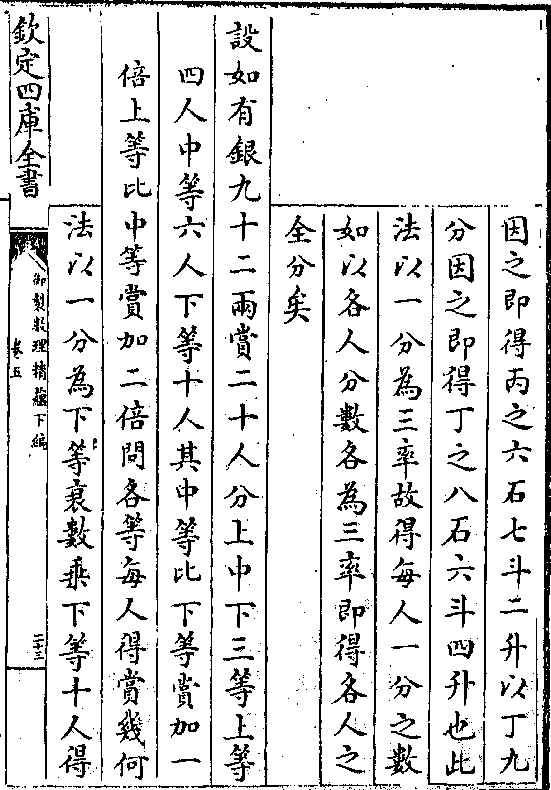 因之即得丙之六石七斗二升以丁九
分因之即得丁之八石六斗四升也此
法以一分為三率故得每人一分之數
如以各人分數各為三率即得各人之
全分矣
設如有銀九十二兩賞二十人分上中下三等上等
四人中等六人下等十人其中等比下等賞加一
倍上等比中等賞加二倍問各等每人得賞幾何
法以一分為下等衰數乗下等十人得
欽定四庫全書
御製數理精蘊下編
卷五
二十三